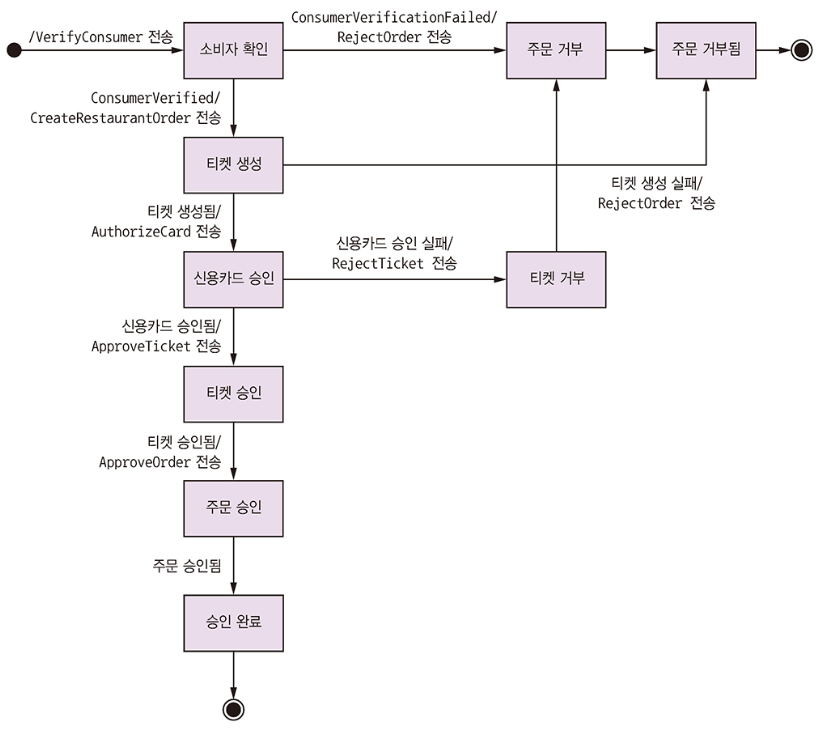 /VerifyConsumer 전송
소비자 확인
ConsumerVerificationFailed/
RejectOrder 전송
주문 거부
주문 거부됨
ConsumerVerified/
CreateRestaurantOrder 전송
티켓 생성
티켓 생성 실패/
RejectOrder 전송
티켓 생성됨/
AuthorizeCard 전송
신용카드 승인
신용카드 승인 실패/
RejectTicket 전송
티켓 거부
신용카드 승인됨/
ApproveTicket 전송
티켓 승인
티켓 승인됨/
ApproveOrder 전송
주문 승인
주문 승인됨
승인 완료